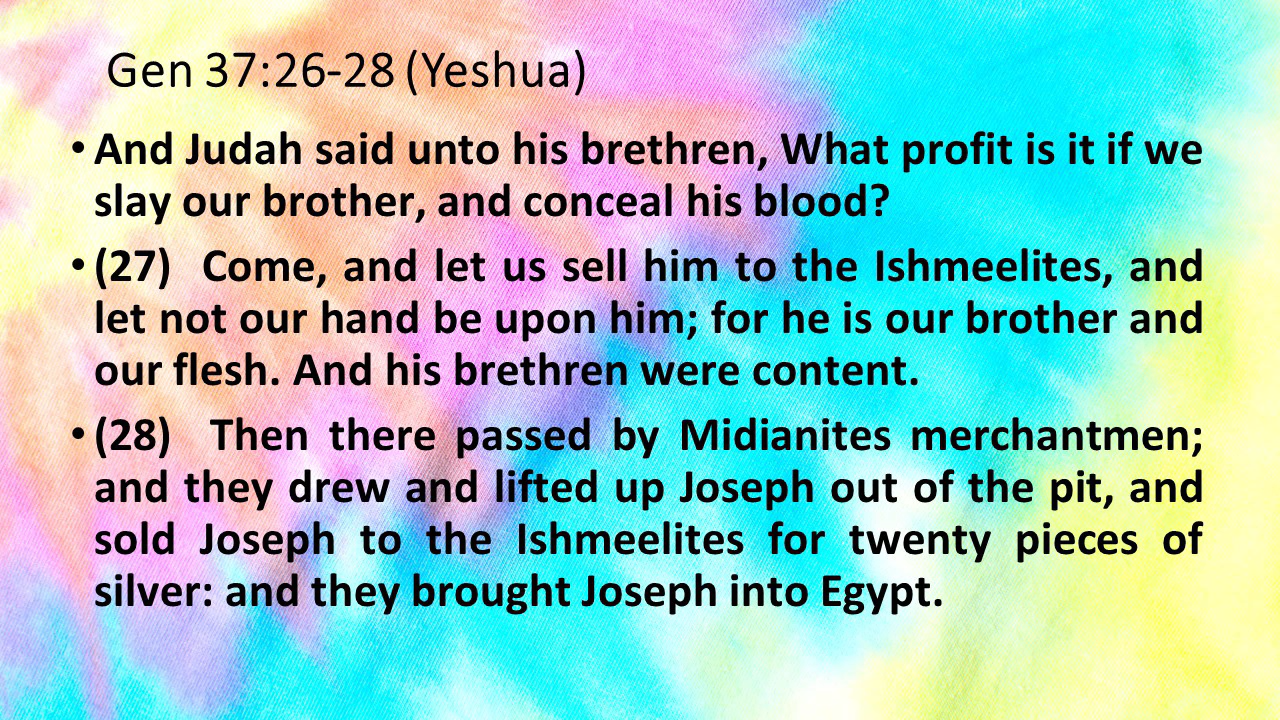 Gen 37:26-28 (Yeshua)
• And Judah said unto his brethren, What profit is it if we
slay our brother, and conceal his blood?
• (27)  Come, and let us sell him to the Ishmeelites, and
let not our hand be upon him; for he is our brother and
our flesh. And his brethren were content.
• (28)  Then there passed by Midianites merchantmen;
and they drew and lifted up Joseph out of the pit, and
sold Joseph to the Ishmeelites for twenty pieces of
silver: and they brought Joseph into Egypt.